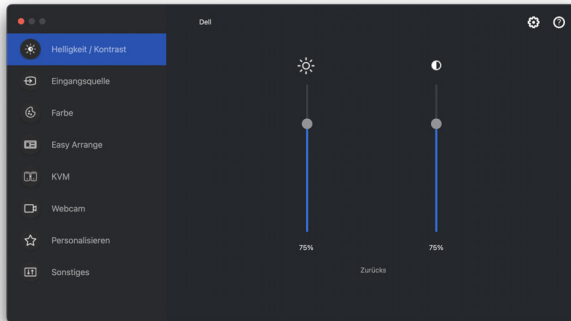 Dell
Helligkeit / Kontrast
Eingangsquelle
Farbe
Easy Arrange
KVM
Webcam
Personalisieren
Sonstiges
75%
75%
Zurücks